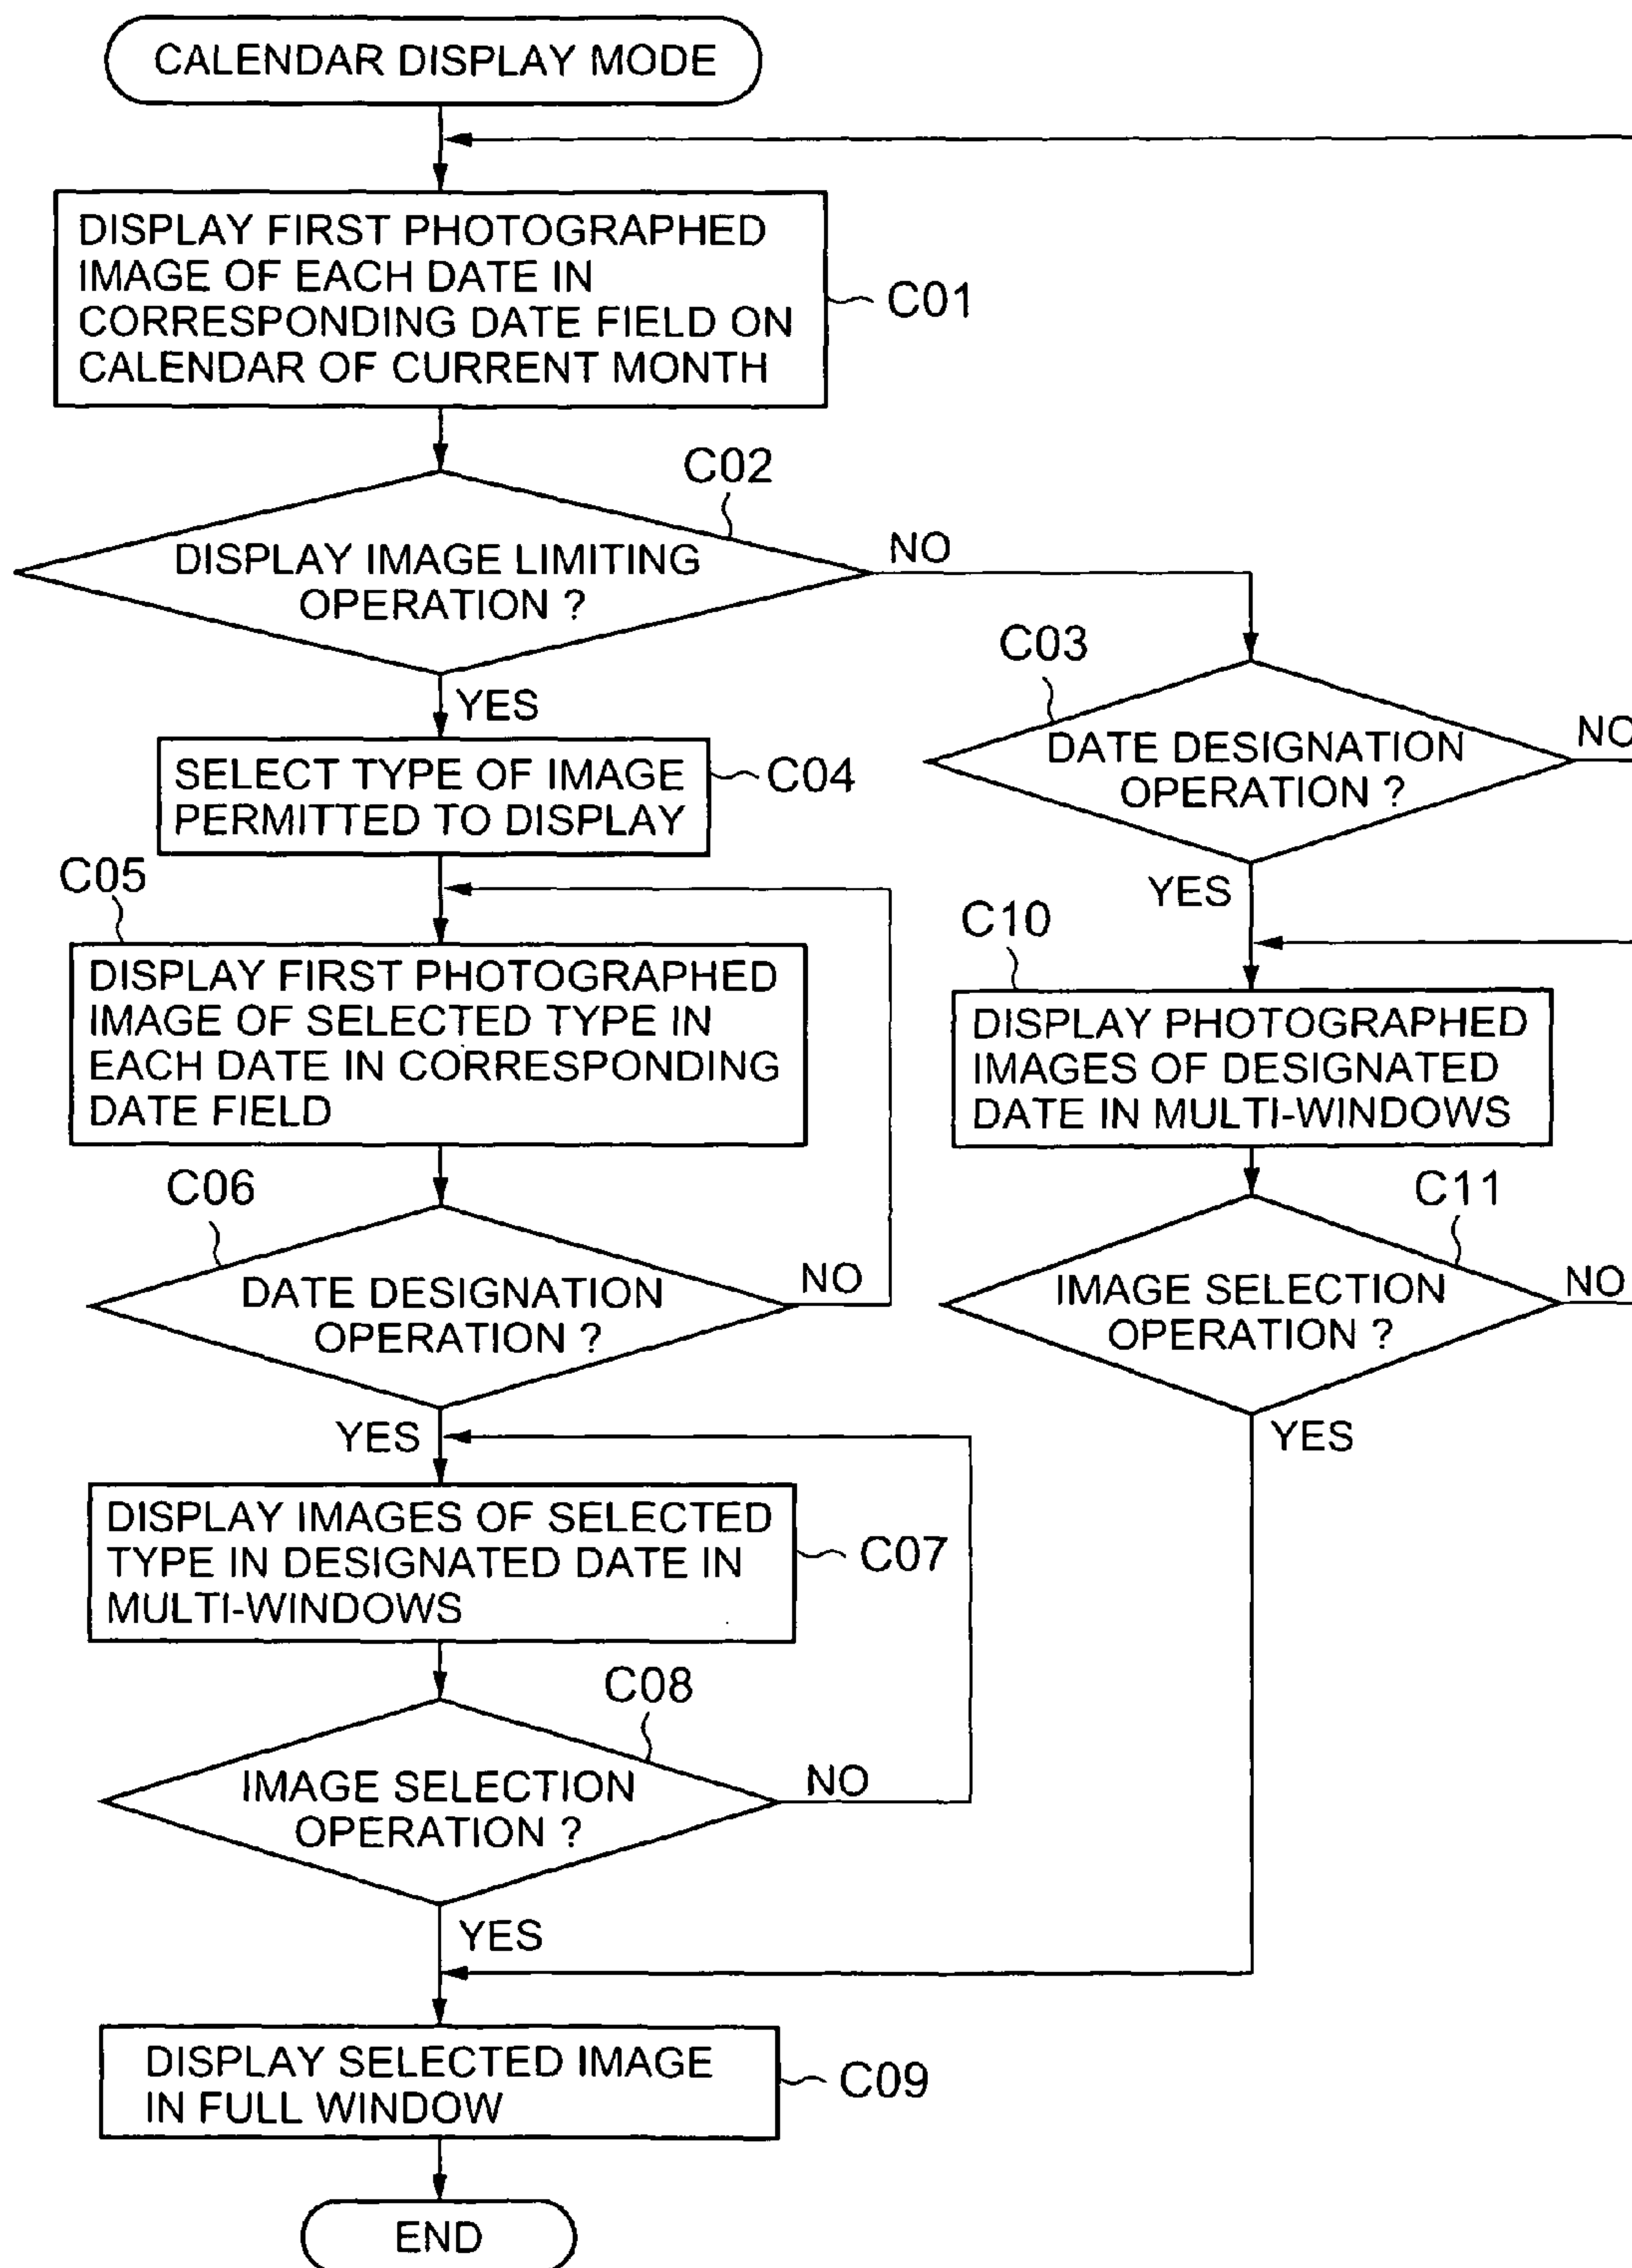 CALENDAR DISPLAY MODE
DISPLAY FIRST PHOTOGRAPHED
IMAGE OF EACH DATE IN
CORRESPONDING DATE FIELD ON
CALENDAR OF CURRENT MONTH
C01
C02
DISPLAY IMAGE LIMITING
OPERATION ?
NO
YES
C03
DATE DESIGNATION
OPERATION ?
NO
YES
SELECT TYPE OF IMAGE
PERMITTED TO DISPLAY
C04
C05
DISPLAY FIRST PHOTOGRAPHED
IMAGE OF SELECTED TYPE IN
EACH DATE IN CORRESPONDING
DATE FIELD
C10
DISPLAY PHOTOGRAPHED
IMAGES OF DESIGNATED
DATE IN MULTI-WINDOWS
C06
DATE DESIGNATION
OPERATION ?
NO
YES
C11
IMAGE SELECTION
OPERATION ?
NO
YES
DISPLAY IMAGES OF SELECTED
TYPE IN DESIGNATED DATE IN
MULTI-WINDOWS
C07
C08
IMAGE SELECTION
OPERATION ?
NO
YES
DISPLAY SELECTED IMAGE
IN FULL WINDOW
C09
END